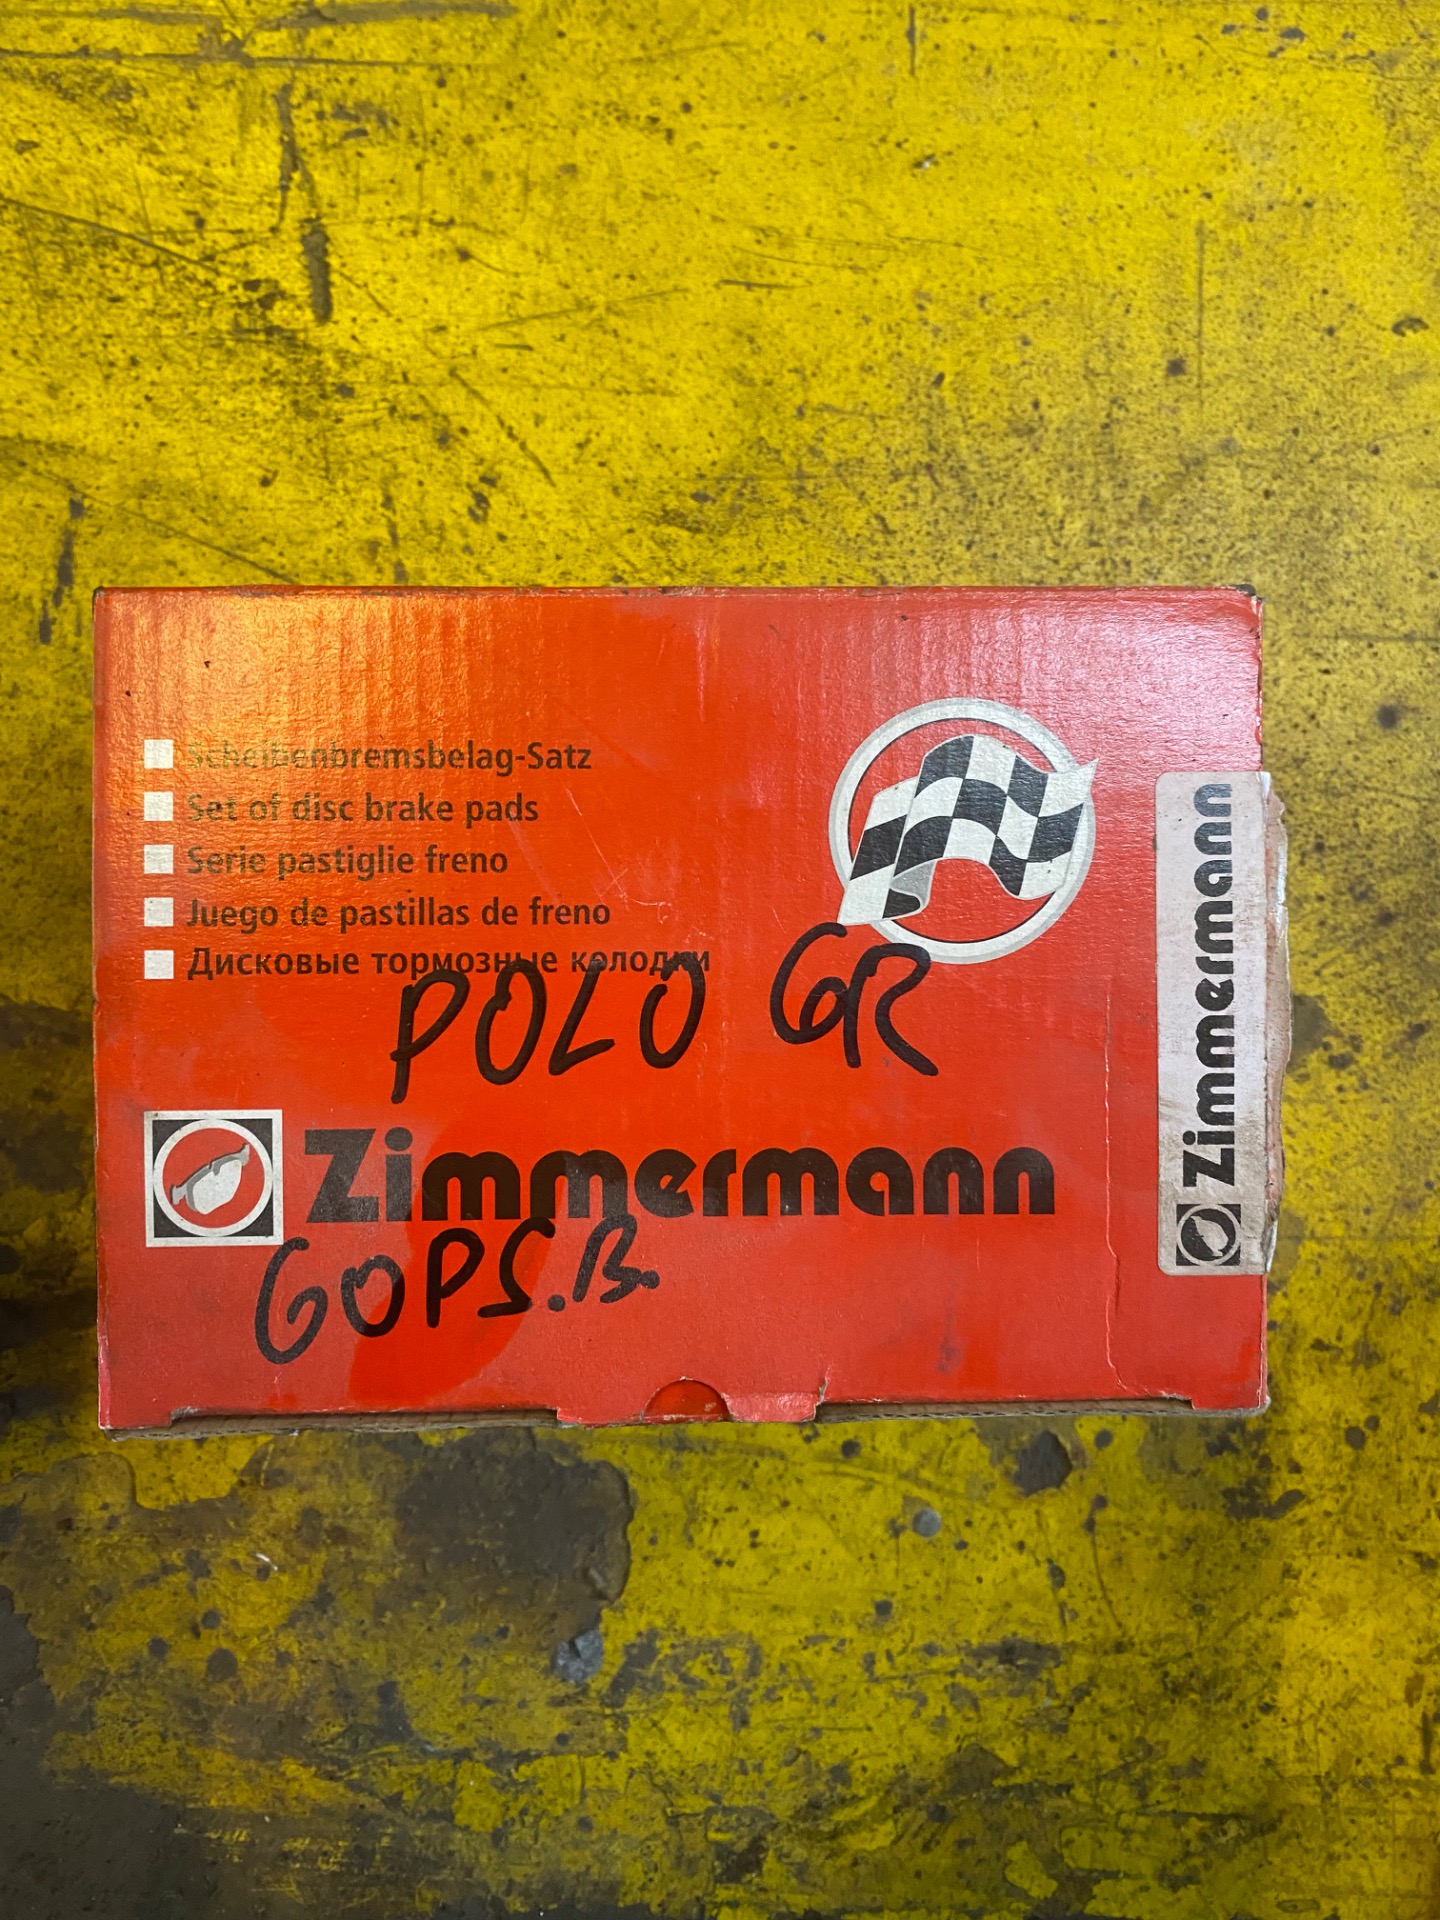 Scheibenbremsbelag-Satz
Set of disc brake pads
Serie pastiglie freno
Juego de pastillas de freno
Дисковые тормозные колодки
POLO GR
Zimmermann
GOPS.B.
Zimmermann